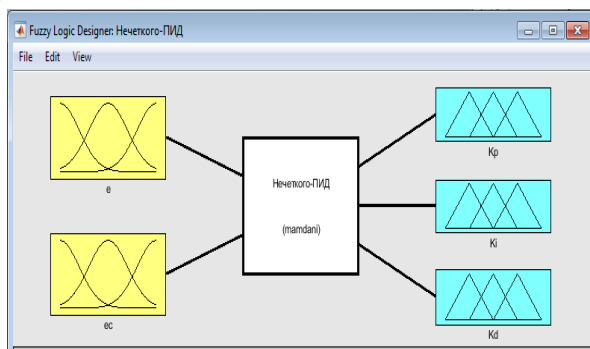 Fuzzy Logic Designer: Нечеткого-ПИД
File Edit View
e
ec
Нечеткого-ПИД
(mamdani)
Kp
Ki
Kd